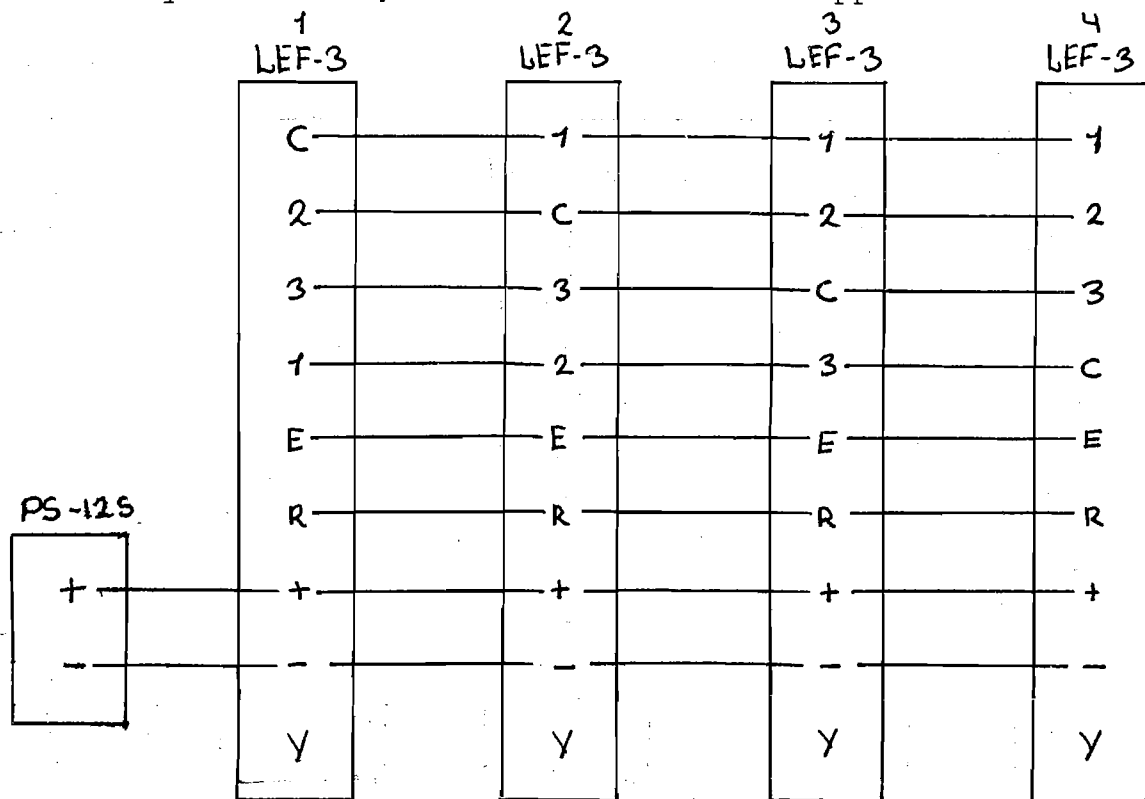 1 2 3 4
LEF-3 LEF-3 LEF-3 LEF-3
C 1 1 1
2 C 2 2
3 3 C 3
1 2 3 C
E E E E
PS-12S R R R R
+ + + + +
- - - - -
Y Y Y Y